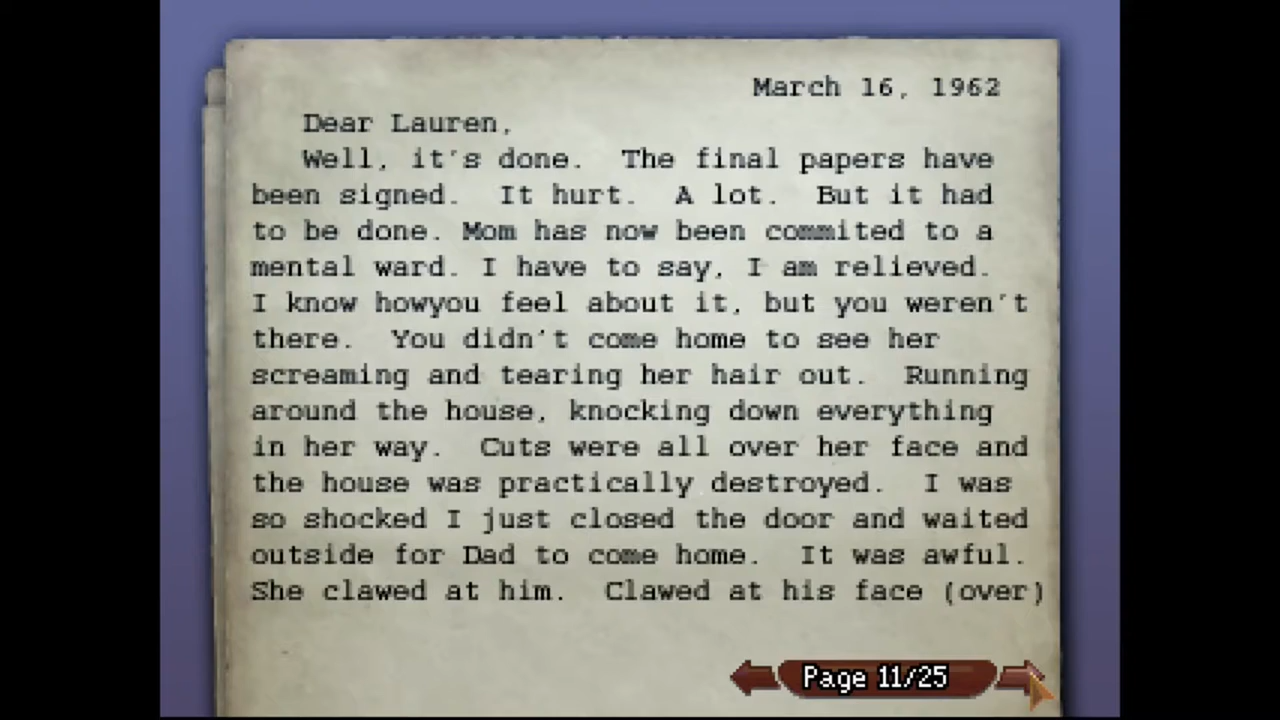 March 16, 1962
Dear Lauren,
Well, it's done. The final papers have
been signed. It hurt. A lot. But it had
to be done. Mom has now been commited to a
mental ward. I have to say, I am relieved.
I know howyou feel about it, but you weren't
there. You didn't come home to see her
screaming and tearing her hair out. Running
around the house, knocking down everything
in her way. Cuts were all over her face and
the house was practically destroyed. I was
so shocked I just closed the door and waited
outside for Dad to come home. It was awful.
She clawed at him. Clawed at his face (over)
Page 11/25